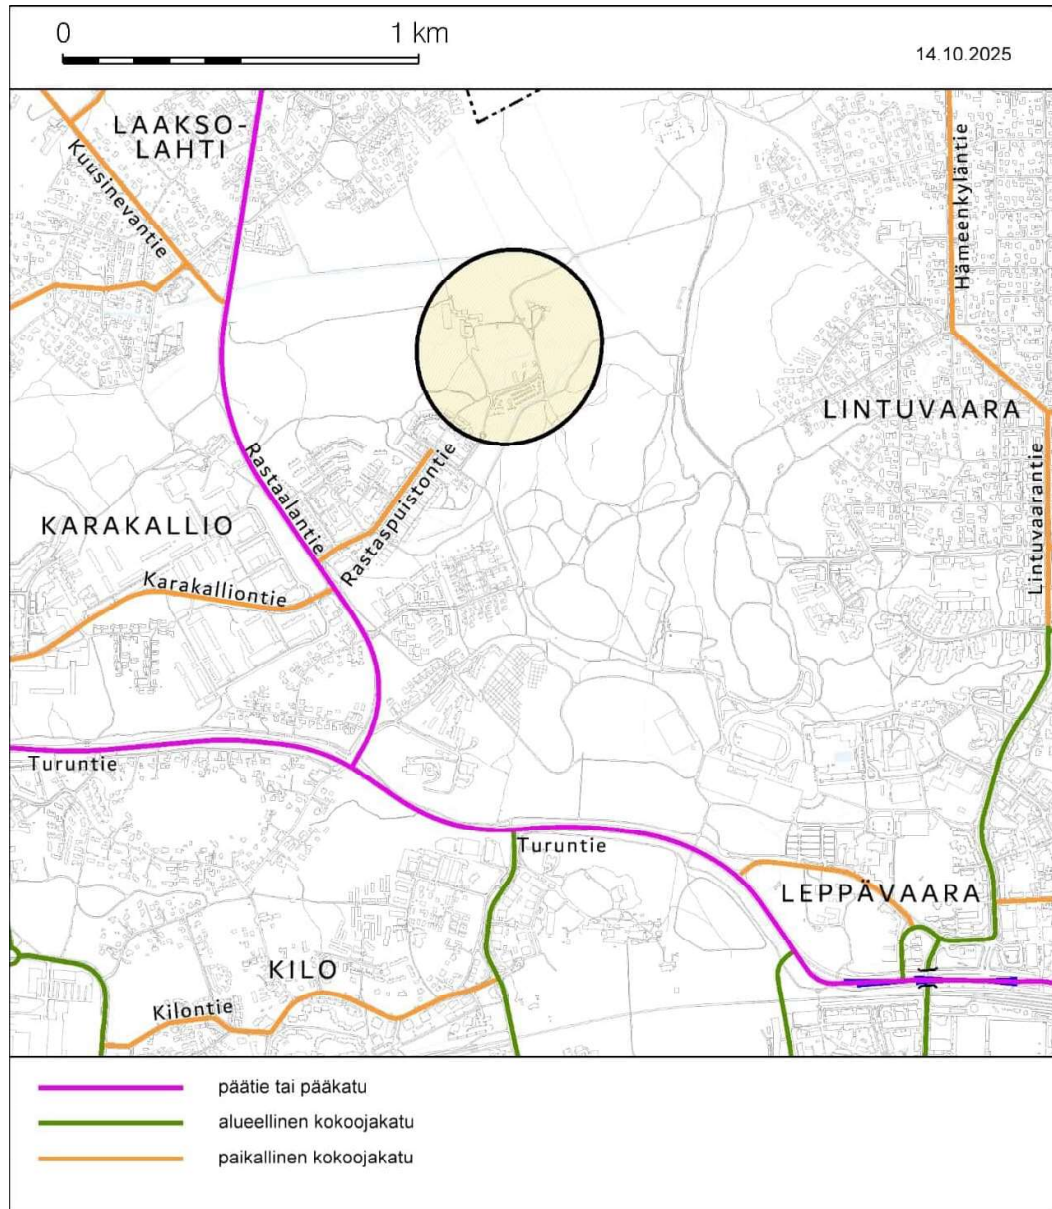 0 1 km
14.10.2025
LAAKSO-
LAHTI
Kuusinevantie
Hämeenkyläntie
LINTUVAARA
Rastaalantie
Rastaspuistontie
Lintuvaarantie
KARAKALLIO
Karakalliontie
Turuntie
Turuntie
LEPPÄVAARA
KILO
Kilontie
päätie tai pääkatu
alueellinen kokoojakatu
paikallinen kokoojakatu